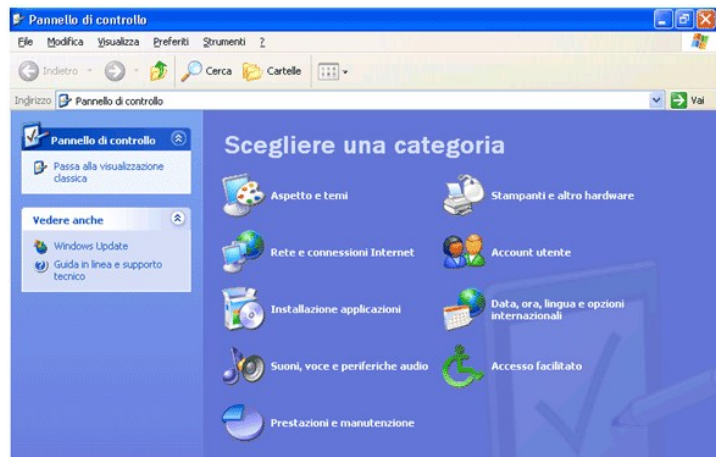 Pannello di controllo
File Modifica Visualizza Preferiti Strumenti ?
Indietro Cerca Cartelle
Indirizzo Pannello di controllo Vai
Pannello di controllo
Passa alla visualizzazione
classica
Vedere anche
Windows Update
Guida in linea e supporto
tecnico
Scegliere una categoria
Aspetto e temi
Stampanti e altro hardware
Rete e connessioni Internet
Account utente
Installazione applicazioni
Data, ora, lingua e opzioni
internazionali
Suoni, voce e periferiche audio
Accesso facilitato
Prestazioni e manutenzione